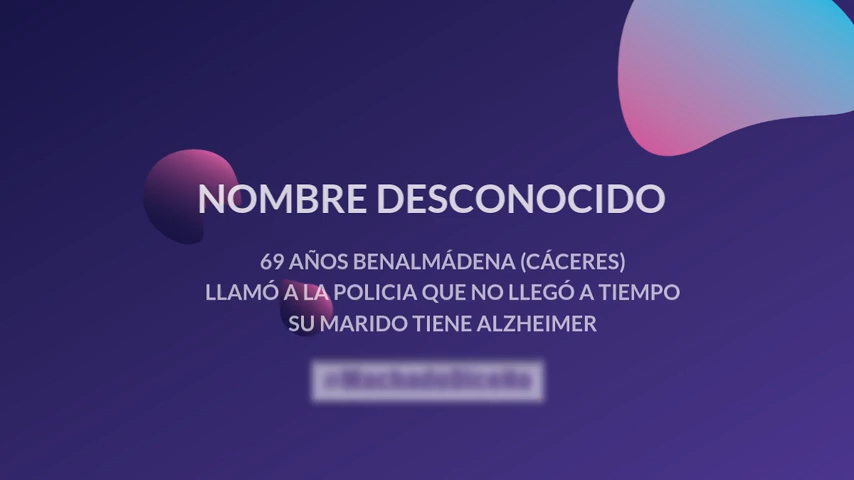 NOMBRE DESCONOCIDO
69 AÑOS BENALMÁDENA (CÁCERES)
LLAMÓ A LA POLICIA QUE NO LLEGÓ A TIEMPO
SU MARIDO TIENE ALZHEIMER